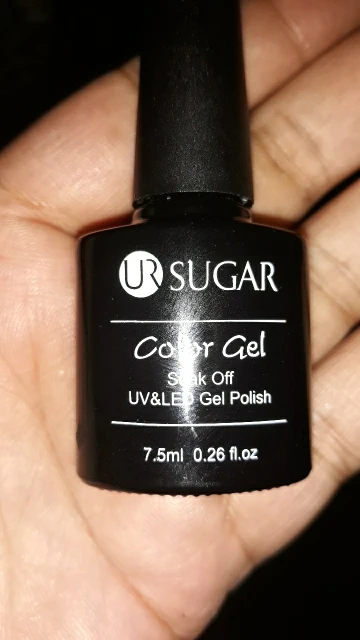 UR SUGAR
Color Gel
Soak Off
UV&LED Gel Polish
7.5ml 0.26 fl.oz